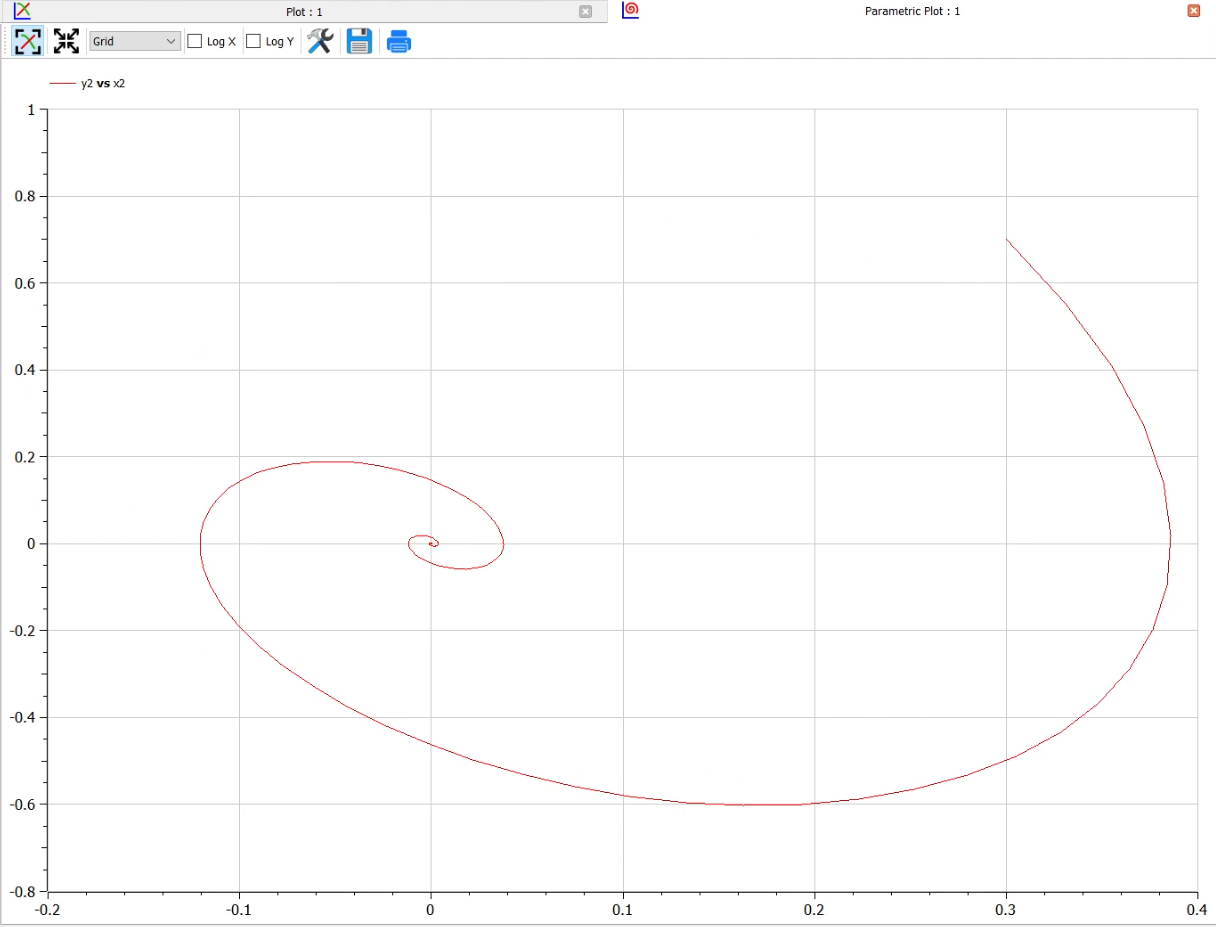 Plot : 1
Parametric Plot : 1
Grid
Log X
Log Y
y2 vs x2
1
0.8
0.6
0.4
0.2
0
-0.2
-0.4
-0.6
-0.8
-0.2 -0.1 0 0.1 0.2 0.3 0.4